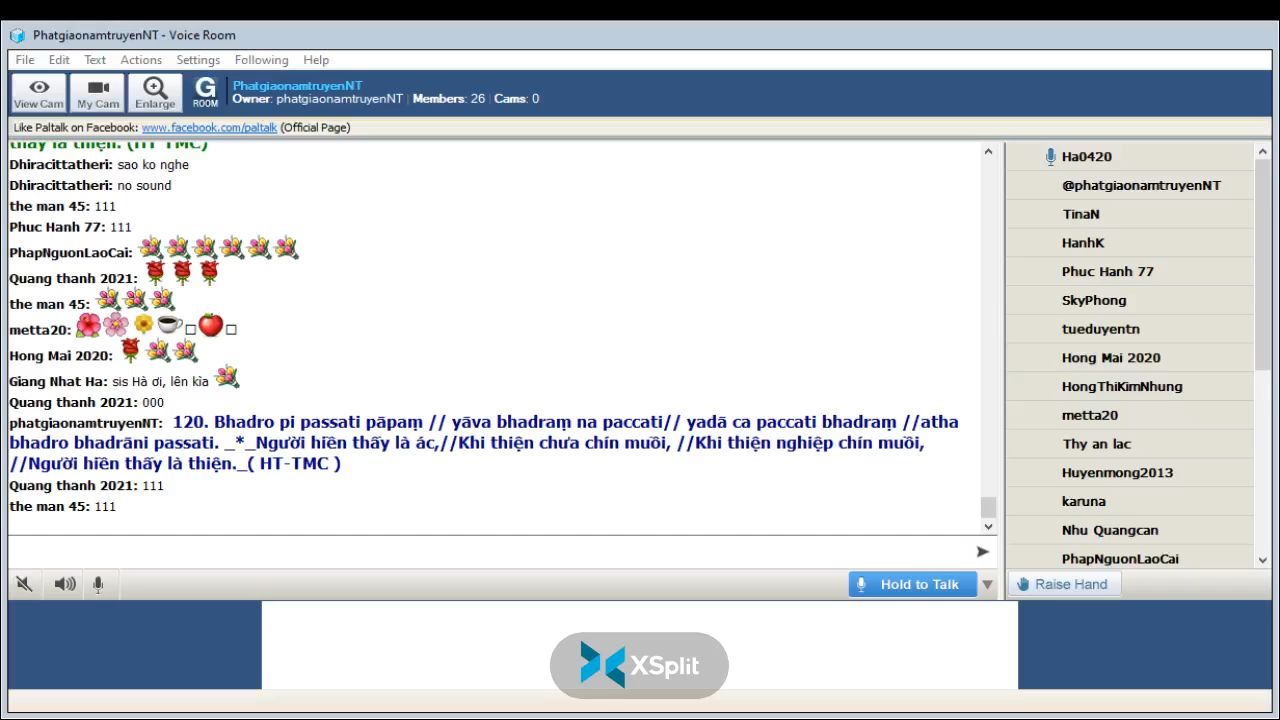 PhatgiaonamtruyenNT - Voice Room
File Edit Text Actions Settings Following Help
View Cam My Cam Enlarge G ROOM
PhatgiaonamtruyenNT
Owner: phatgiaonamtruyenNT | Members: 26 | Cams: 0
Like Paltalk on Facebook: www.facebook.com/paltalk (Official Page)
thấy là thiện. (HT TMC)
Dhiracittatheri: sao ko nghe
Dhiracittatheri: no sound
the man 45: 111
Phuc Hanh 77: 111
PhapNguonLaoCai:
Quang thanh 2021:
the man 45:
metta20:
Hong Mai 2020:
Giang Nhat Ha: sis Hà ơi, lên kìa
Quang thanh 2021: 000
phatgiaonamtruyenNT: 120. Bhadro pi passati pāpaṃ // yāva bhadraṃ na paccati// yadā ca paccati bhadraṃ //atha
bhadro bhadrāni passati. _*_Người hiền thấy là ác,//Khi thiện chưa chín muồi, //Khi thiện nghiệp chín muồi,
//Người hiền thấy là thiện._( HT-TMC )
Quang thanh 2021: 111
the man 45: 111
Hold to Talk
Ha0420
@phatgiaonamtruyenNT
TinaN
HanhK
Phuc Hanh 77
SkyPhong
tueduyentn
Hong Mai 2020
HongThiKimNhung
metta20
Thy an lac
Huyenmong2013
karuna
Nhu Quangcan
PhapNguonLaoCai
Raise Hand
XSplit